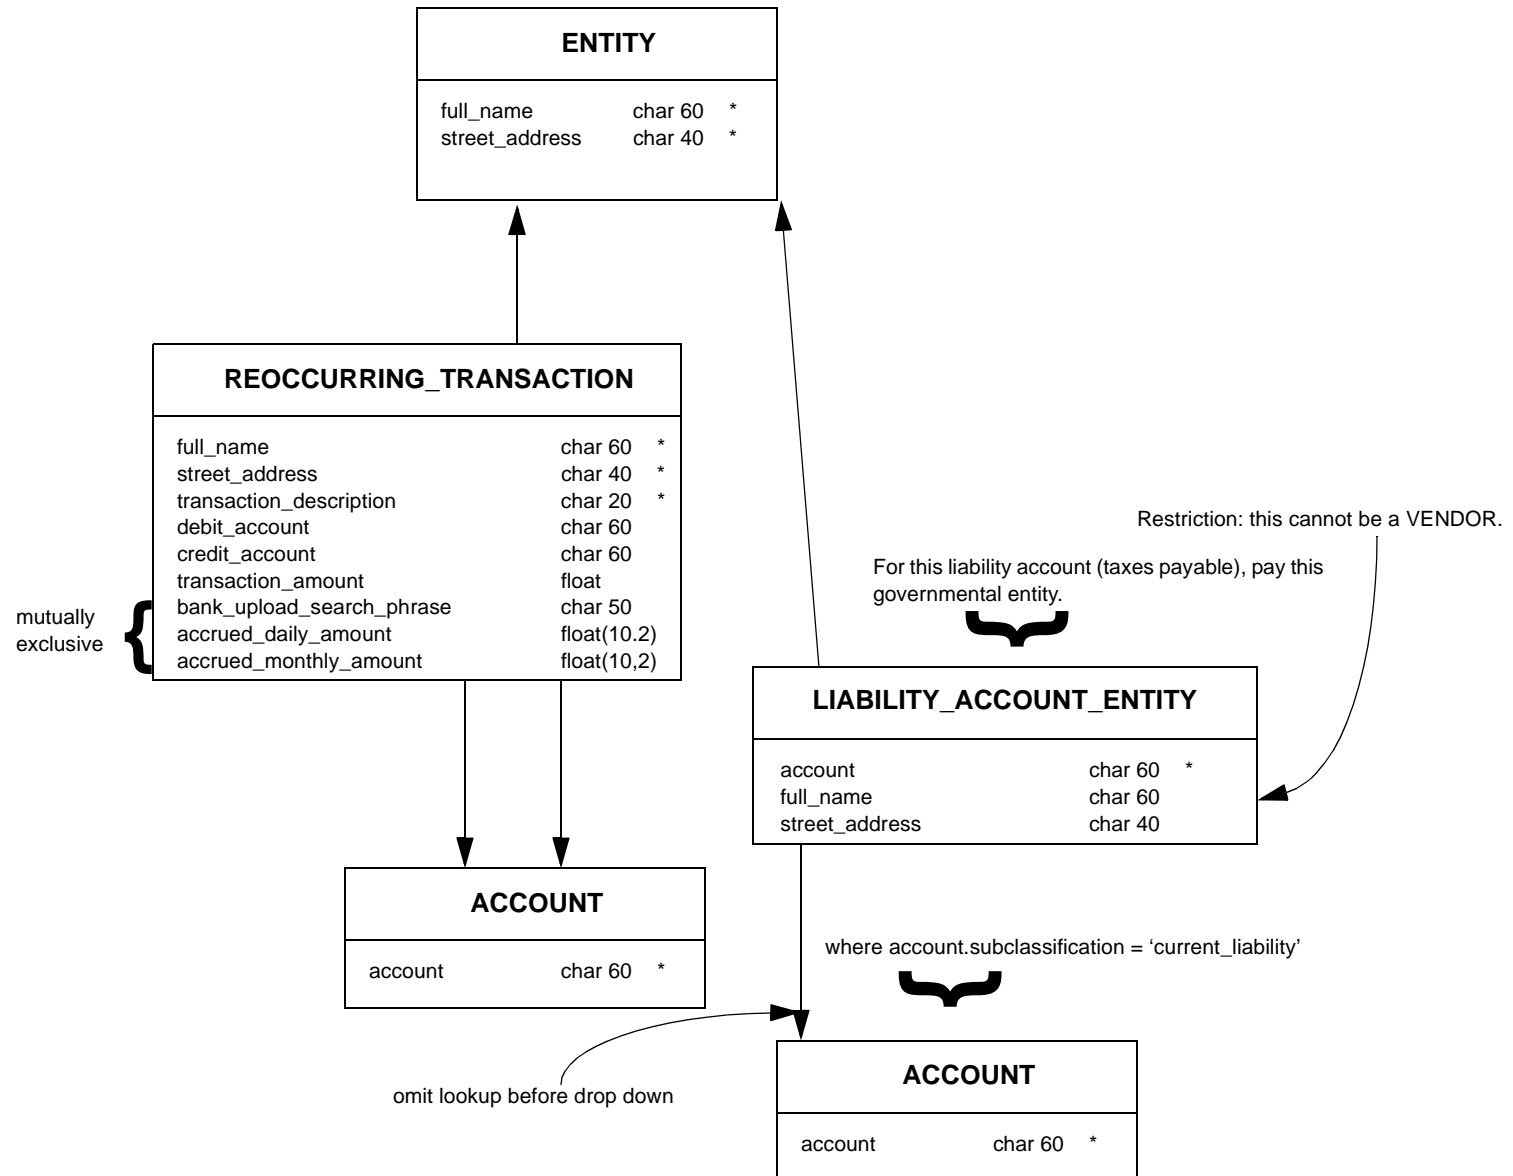 ENTITY
full_name char 60 *
street_address char 40 *
REOCCURRING_TRANSACTION
full_name char 60 *
street_address char 40 *
transaction_description char 20 *
debit_account char 60
credit_account char 60
transaction_amount float
bank_upload_search_phrase char 50
accrued_daily_amount float(10.2)
accrued_monthly_amount float(10,2)
mutually
exclusive
{
Restriction: this cannot be a VENDOR.
For this liability account (taxes payable), pay this
governmental entity.
}
LIABILITY_ACCOUNT_ENTITY
account char 60 *
full_name char 60
street_address char 40
ACCOUNT
account char 60 *
where account.subclassification = ‘current_liability’
}
omit lookup before drop down
ACCOUNT
account char 60 *